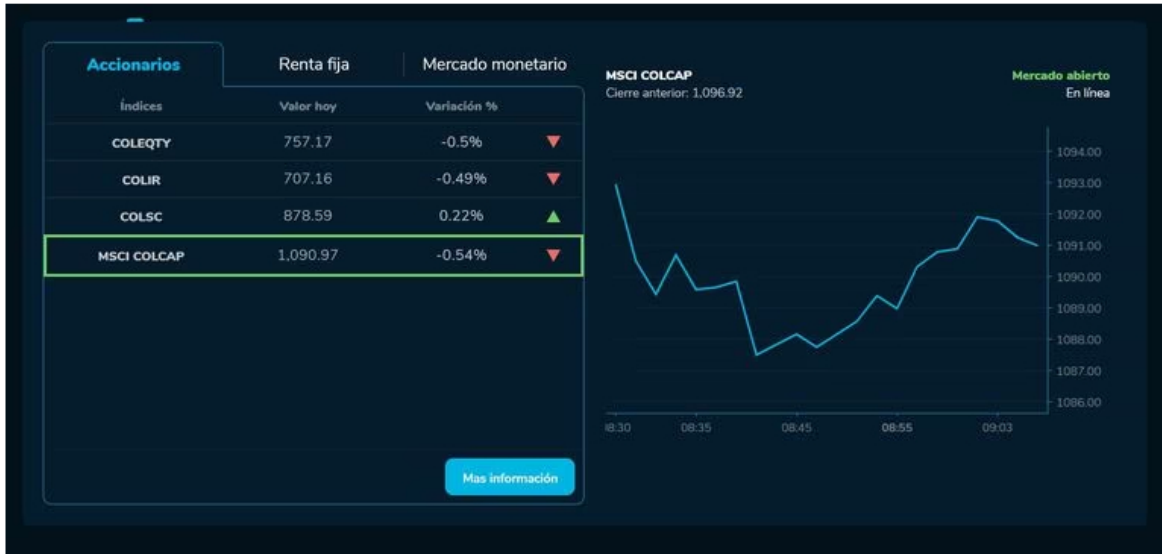 Accionarios Renta fija Mercado monetario
Índices Valor hoy Variación %
COLEQTY 757.17 -0.5%
COLIR 707.16 -0.49%
COLSC 878.59 0.22%
MSCI COLCAP 1,090.97 -0.54%
Mas información
MSCI COLCAP Mercado abierto
Cierre anterior: 1,096.92 En línea
1094.00
1093.00
1092.00
1091.00
1090.00
1089.00
1088.00
1087.00
1086.00
8:30 08:35 08:45 08:55 09:03